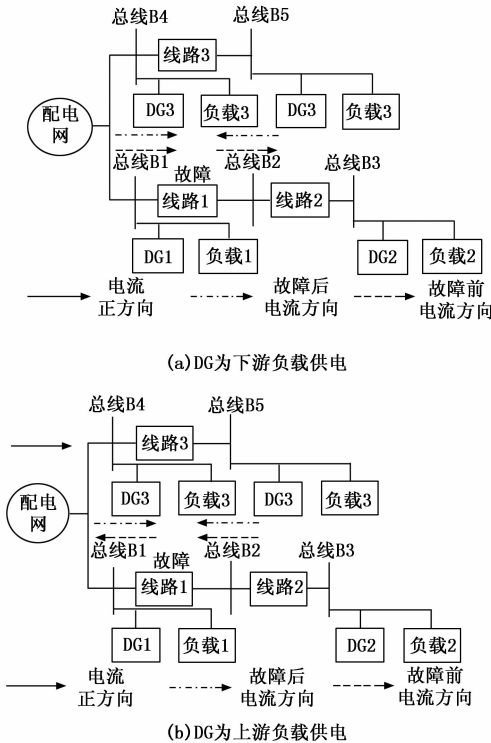 总线B4
总线B5
线路3
配电
网
DG3
负载3
DG3
负载3
总线B1
故障
总线B2
总线B3
线路1
线路2
DG1
负载1
DG2
负载2
电流
正方向
故障后
电流方向
故障前
电流方向
(a)DG为下游负载供电
总线B4
总线B5
线路3
配电
网
DG3
负载3
DG3
负载3
总线B1
故障
总线B2
总线B3
线路1
线路2
DG1
负载1
DG2
负载2
电流
正方向
故障后
电流方向
故障前
电流方向
(b)DG为上游负载供电